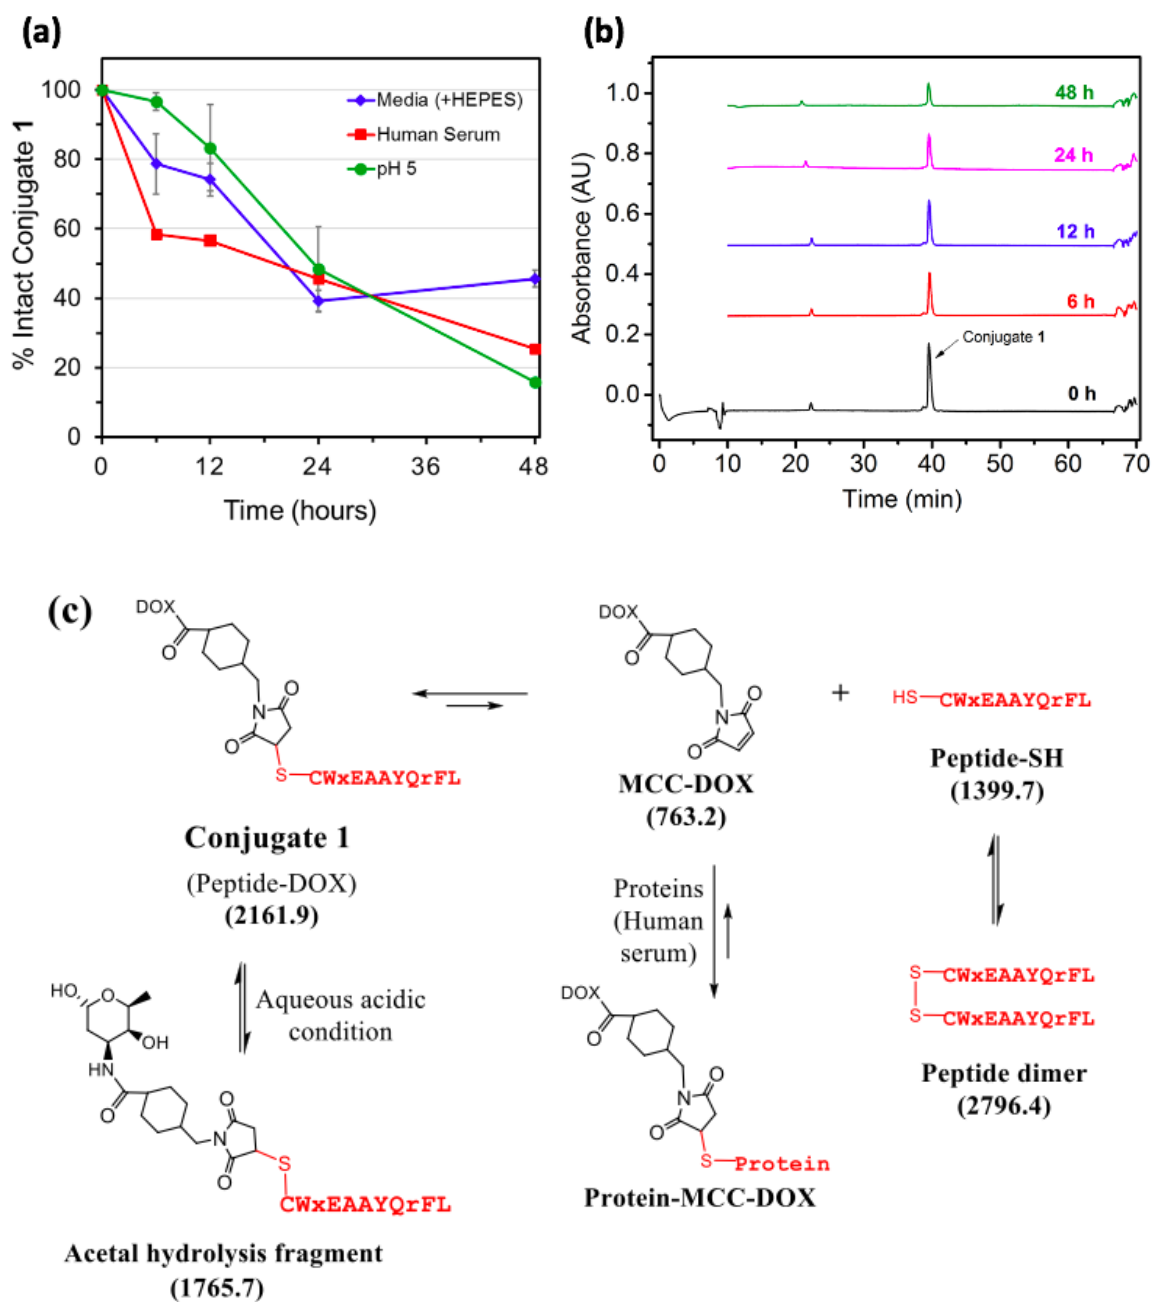 (a)
% Intact Conjugate 1
100
80
60
40
20
0
Media (+HEPES)
Human Serum
pH 5
0
12
24
36
48
Time (hours)
(b)
Absorbance (AU)
1.0
0.8
0.6
0.4
0.2
0.0
48 h
24 h
12 h
6 h
Conjugate 1
0 h
0
10
20
30
40
50
60
70
Time (min)
(c)
DOX
O
N
O
O
S
CWxEAAYQrFL
Conjugate 1
(Peptide-DOX)
(2161.9)
DOX
O
N
O
O
MCC-DOX
(763.2)
+
HS
CWxEAAYQrFL
Peptide-SH
(1399.7)
Aqueous acidic
condition
HO
O
OH
HN
O
N
O
O
S
CWxEAAYQrFL
Acetal hydrolysis fragment
(1765.7)
Proteins
(Human
serum)
DOX
O
N
O
O
S
Protein
Protein-MCC-DOX
S
CWxEAAYQrFL
S
CWxEAAYQrFL
Peptide dimer
(2796.4)